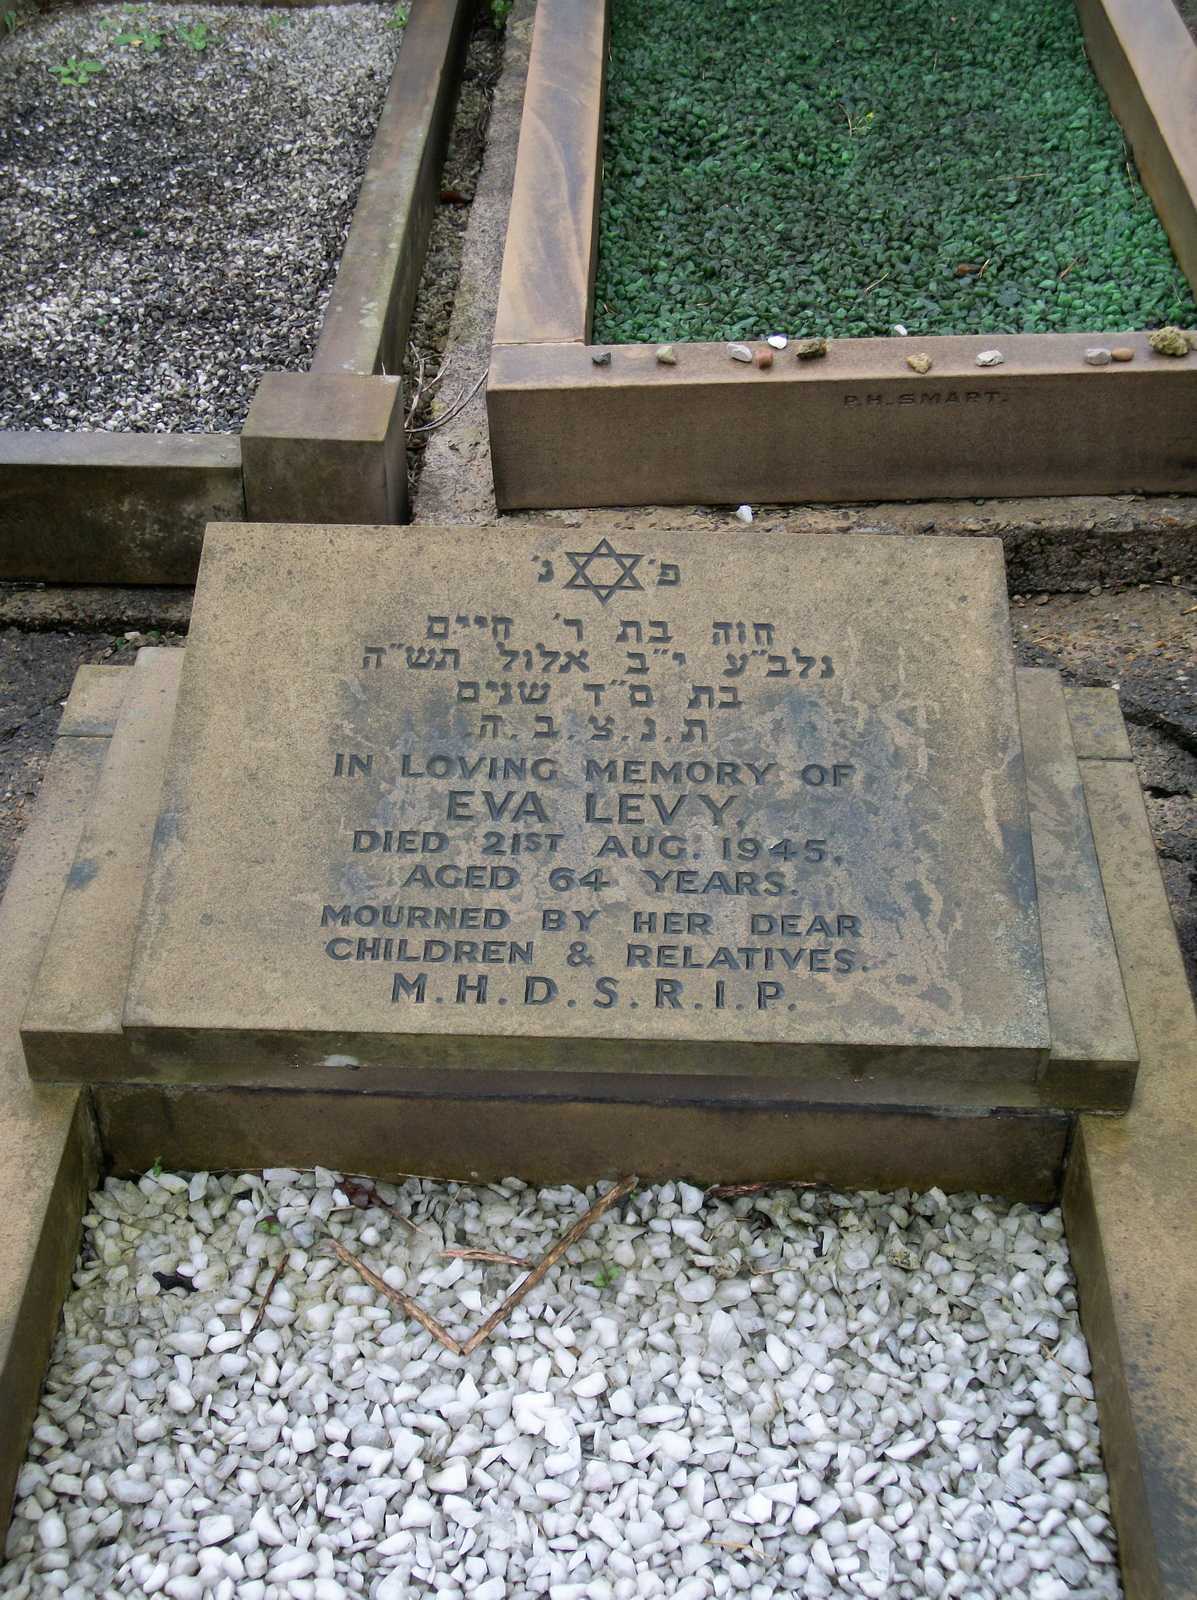 P.H. SMART.
פ' נ'
חוה בת ר' חיים
נלב״ע י״ב אלול תש״ה
בת ס״ד שנים
ת.נ.צ.ב.ה.
IN LOVING MEMORY OF
EVA LEVY,
DIED 21ST AUG. 1945,
AGED 64 YEARS.
MOURNED BY HER DEAR
CHILDREN & RELATIVES.
M.H.D.S.R.I.P.